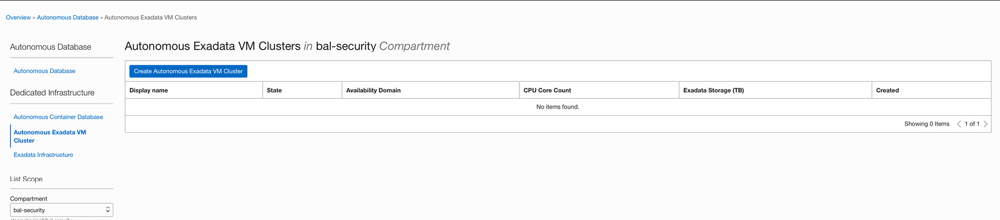 Overview » Autonomous Database » Autonomous Exadata VM Clusters
Autonomous Database
Autonomous Database
Dedicated Infrastructure
Autonomous Container Database
Autonomous Exadata VM
Cluster
Exadata Infrastructure
List Scope
Compartment
bal-security
Autonomous Exadata VM Clusters in bal-security Compartment
Create Autonomous Exadata VM Cluster
Display name State Availability Domain CPU Core Count Exadata Storage (TB) Created
No items found.
Showing 0 Items < 1 of 1 >